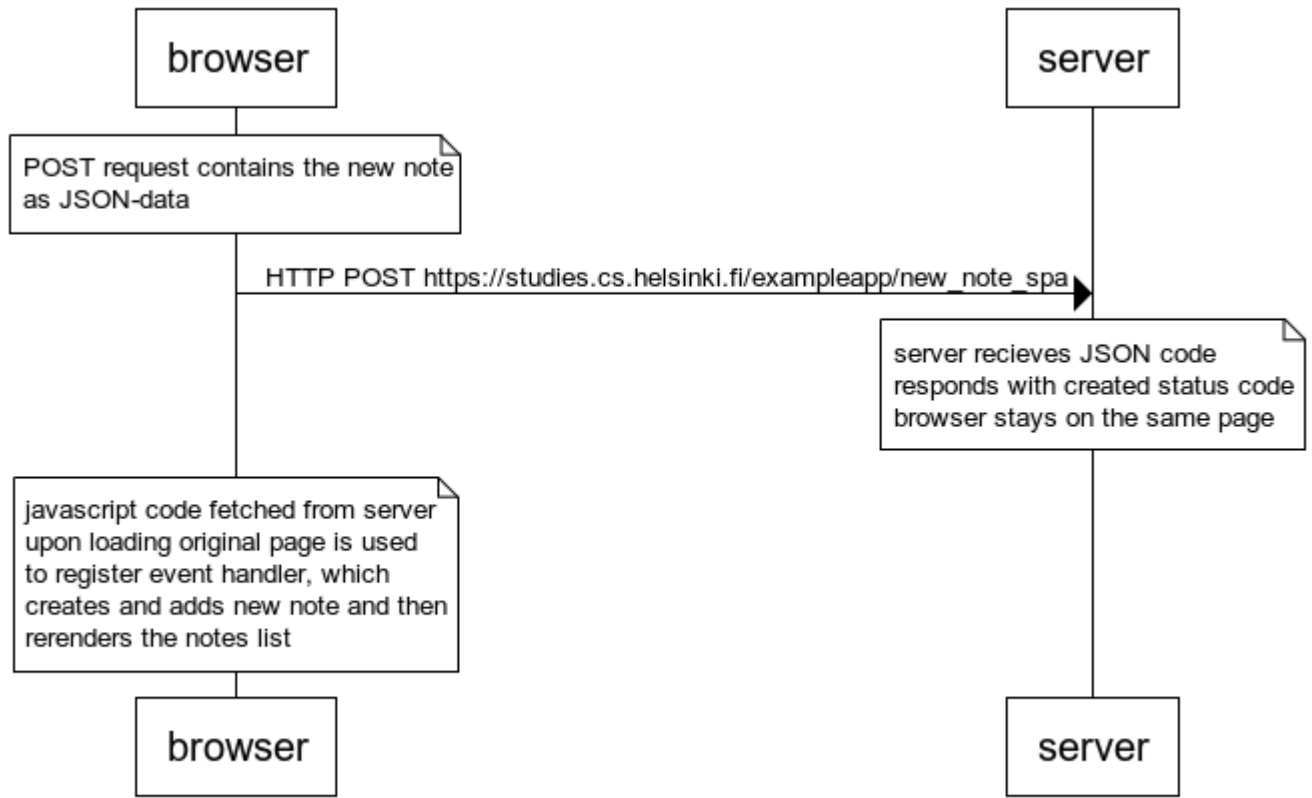 browser
server
POST request contains the new note
as JSON-data
HTTP POST https://studies.cs.helsinki.fi/exampleapp/new_note_spa
server recieves JSON code
responds with created status code
browser stays on the same page
javascript code fetched from server
upon loading original page is used
to register event handler, which
creates and adds new note and then
rerenders the notes list
browser
server